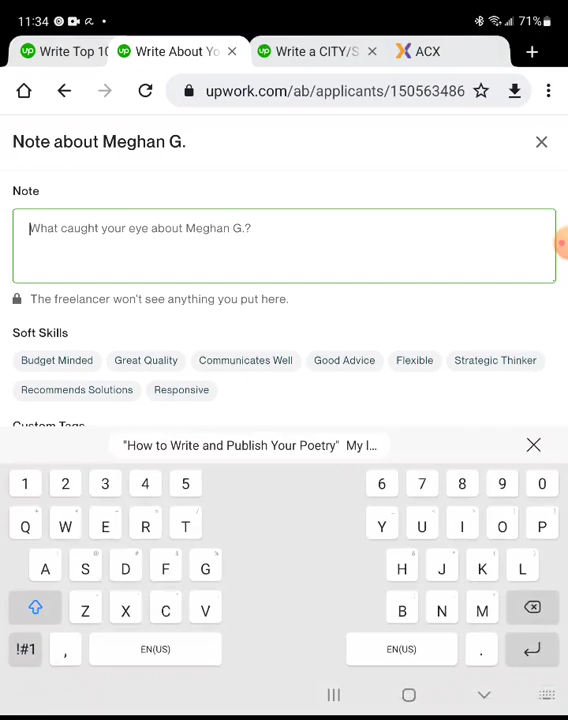 11:34 71%
Write Top 10 Write About Yo Write a CITY/S ACX
upwork.com/ab/applicants/150563486
Note about Meghan G.
Note
What caught your eye about Meghan G.?
The freelancer won't see anything you put here.
Soft Skills
Budget Minded Great Quality Communicates Well Good Advice Flexible Strategic Thinker
Recommends Solutions Responsive
Custom Tags
"How to Write and Publish Your Poetry" My l...
1 2 3 4 5 6 7 8 9 0
Q W E R T Y U I O P
A S D F G H J K L
Z X C V B N M
!#1 , EN(US) EN(US) .